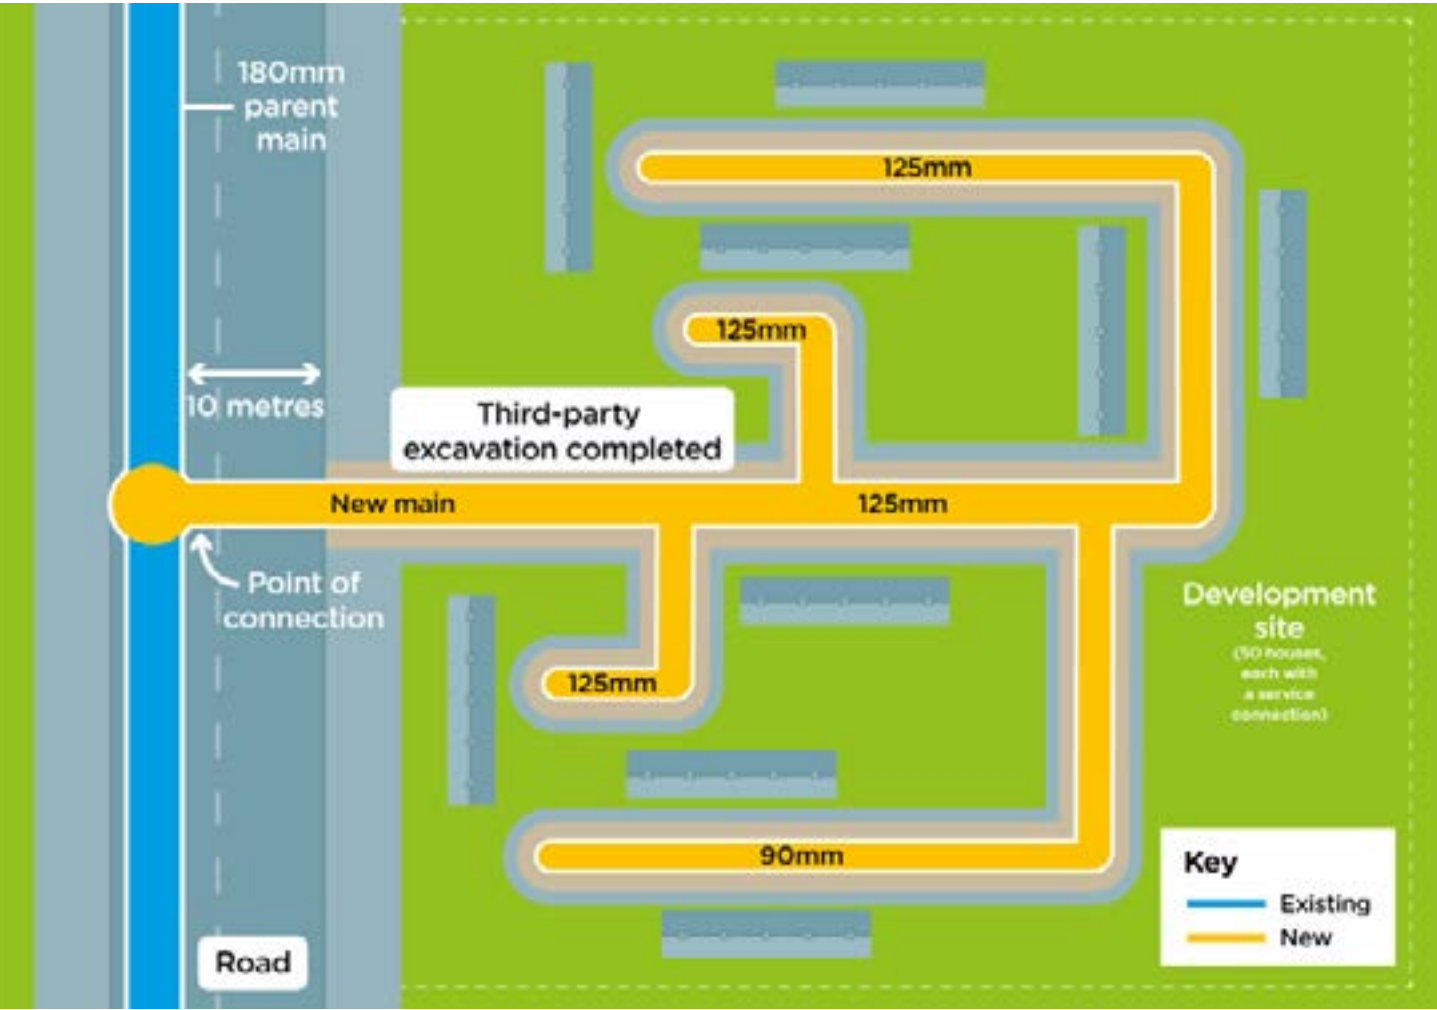 180mm
parent
main
125mm
125mm
10 metres
Third-party
excavation completed
New main
125mm
Point of
connection
Development
site
(50 houses,
each with
a service
connection)
125mm
90mm
Key
Existing
New
Road